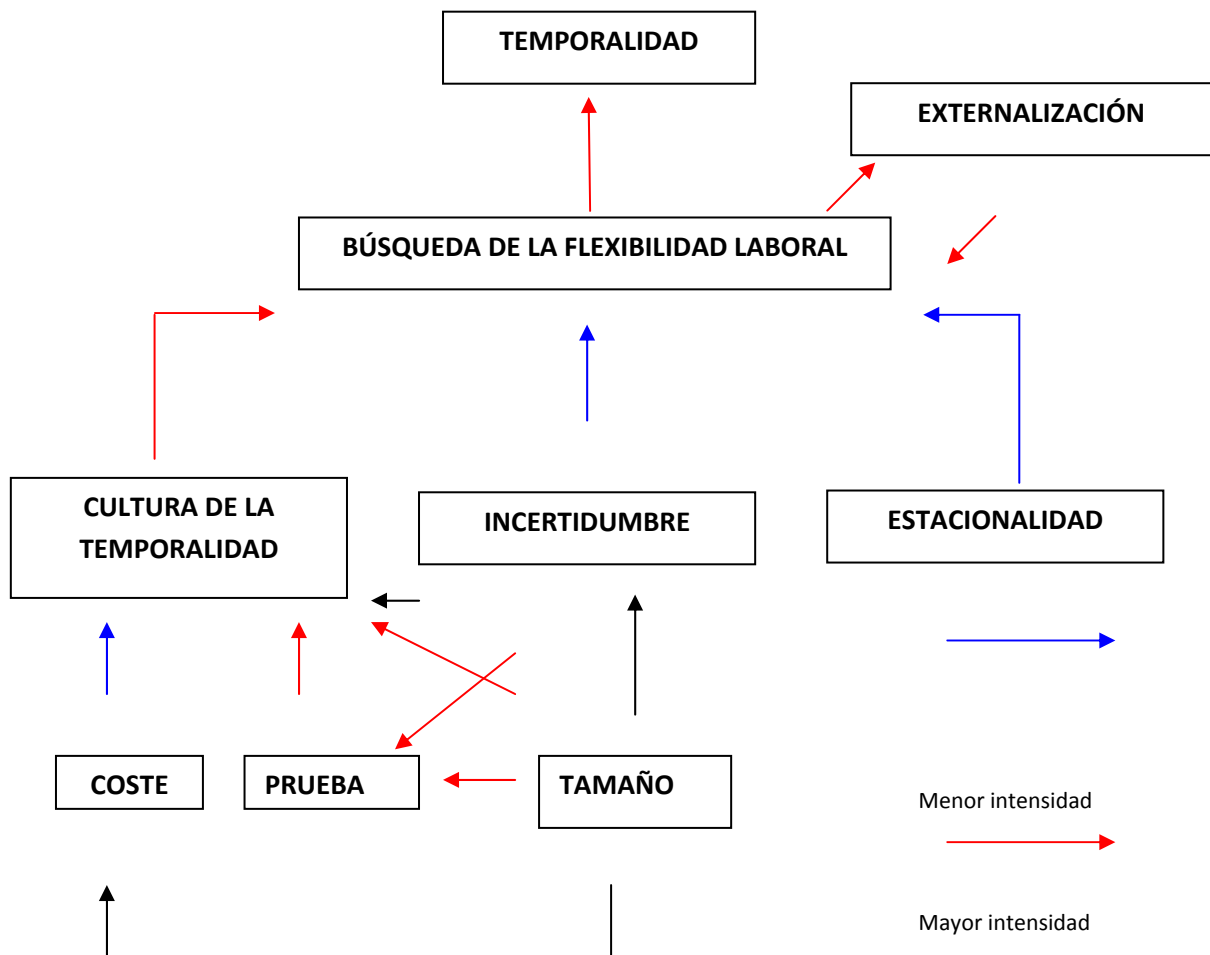 TEMPORALIDAD
EXTERNALIZACIÓN
BÚSQUEDA DE LA FLEXIBILIDAD LABORAL
CULTURA DE LA
TEMPORALIDAD
INCERTIDUMBRE
ESTACIONALIDAD
COSTE
PRUEBA
TAMAÑO
Menor intensidad
Mayor intensidad